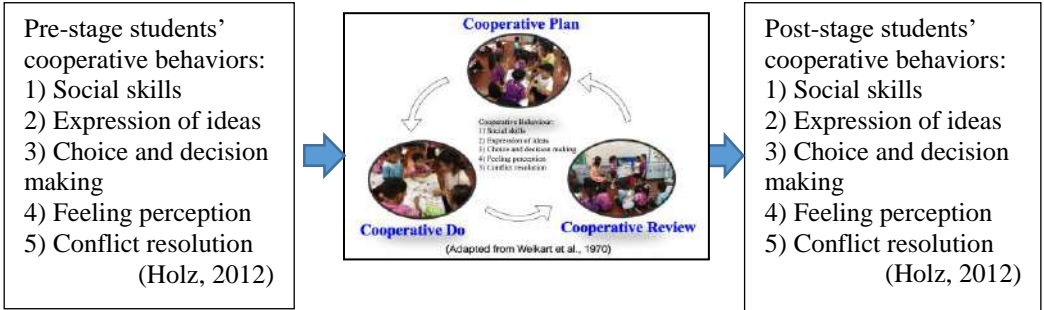 Pre-stage students’
cooperative behaviors:
1) Social skills
2) Expression of ideas
3) Choice and decision
making
4) Feeling perception
5) Conflict resolution
(Holz, 2012)
Cooperative Plan
Cooperative Behaviour:
1) Social skills
2) Expression of ideas
3) Choice and decision making
4) Feeling perception
5) Conflict resolution
Cooperative Do
Cooperative Review
(Adapted from Weikart et al., 1970)
Post-stage students’
cooperative behaviors:
1) Social skills
2) Expression of ideas
3) Choice and decision
making
4) Feeling perception
5) Conflict resolution
(Holz, 2012)